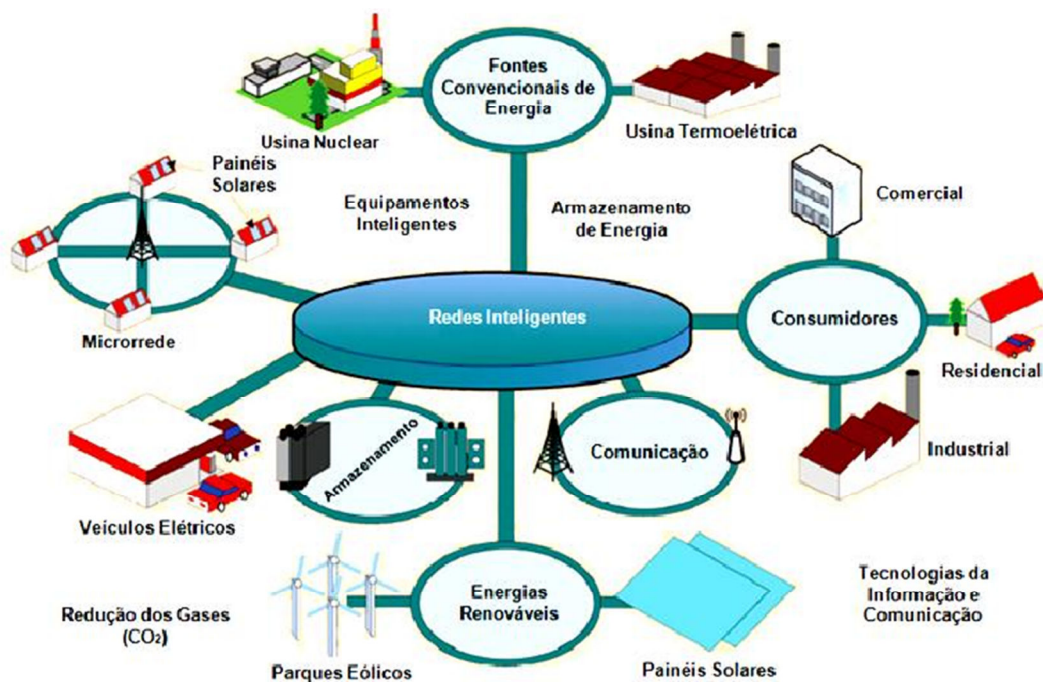 Fontes
Convencionais de
Energia
Usina Nuclear
Usina Termoelétrica
Painéis
Solares
Equipamentos
Inteligentes
Armazenamento
de Energia
Comercial
Redes Inteligentes
Consumidores
Microrrede
Residencial
Armazenamento
Comunicação
Industrial
Veículos Elétricos
Energias
Renováveis
Tecnologias da
Informação e
Comunicação
Redução dos Gases
(CO₂)
Parques Eólicos
Painéis Solares